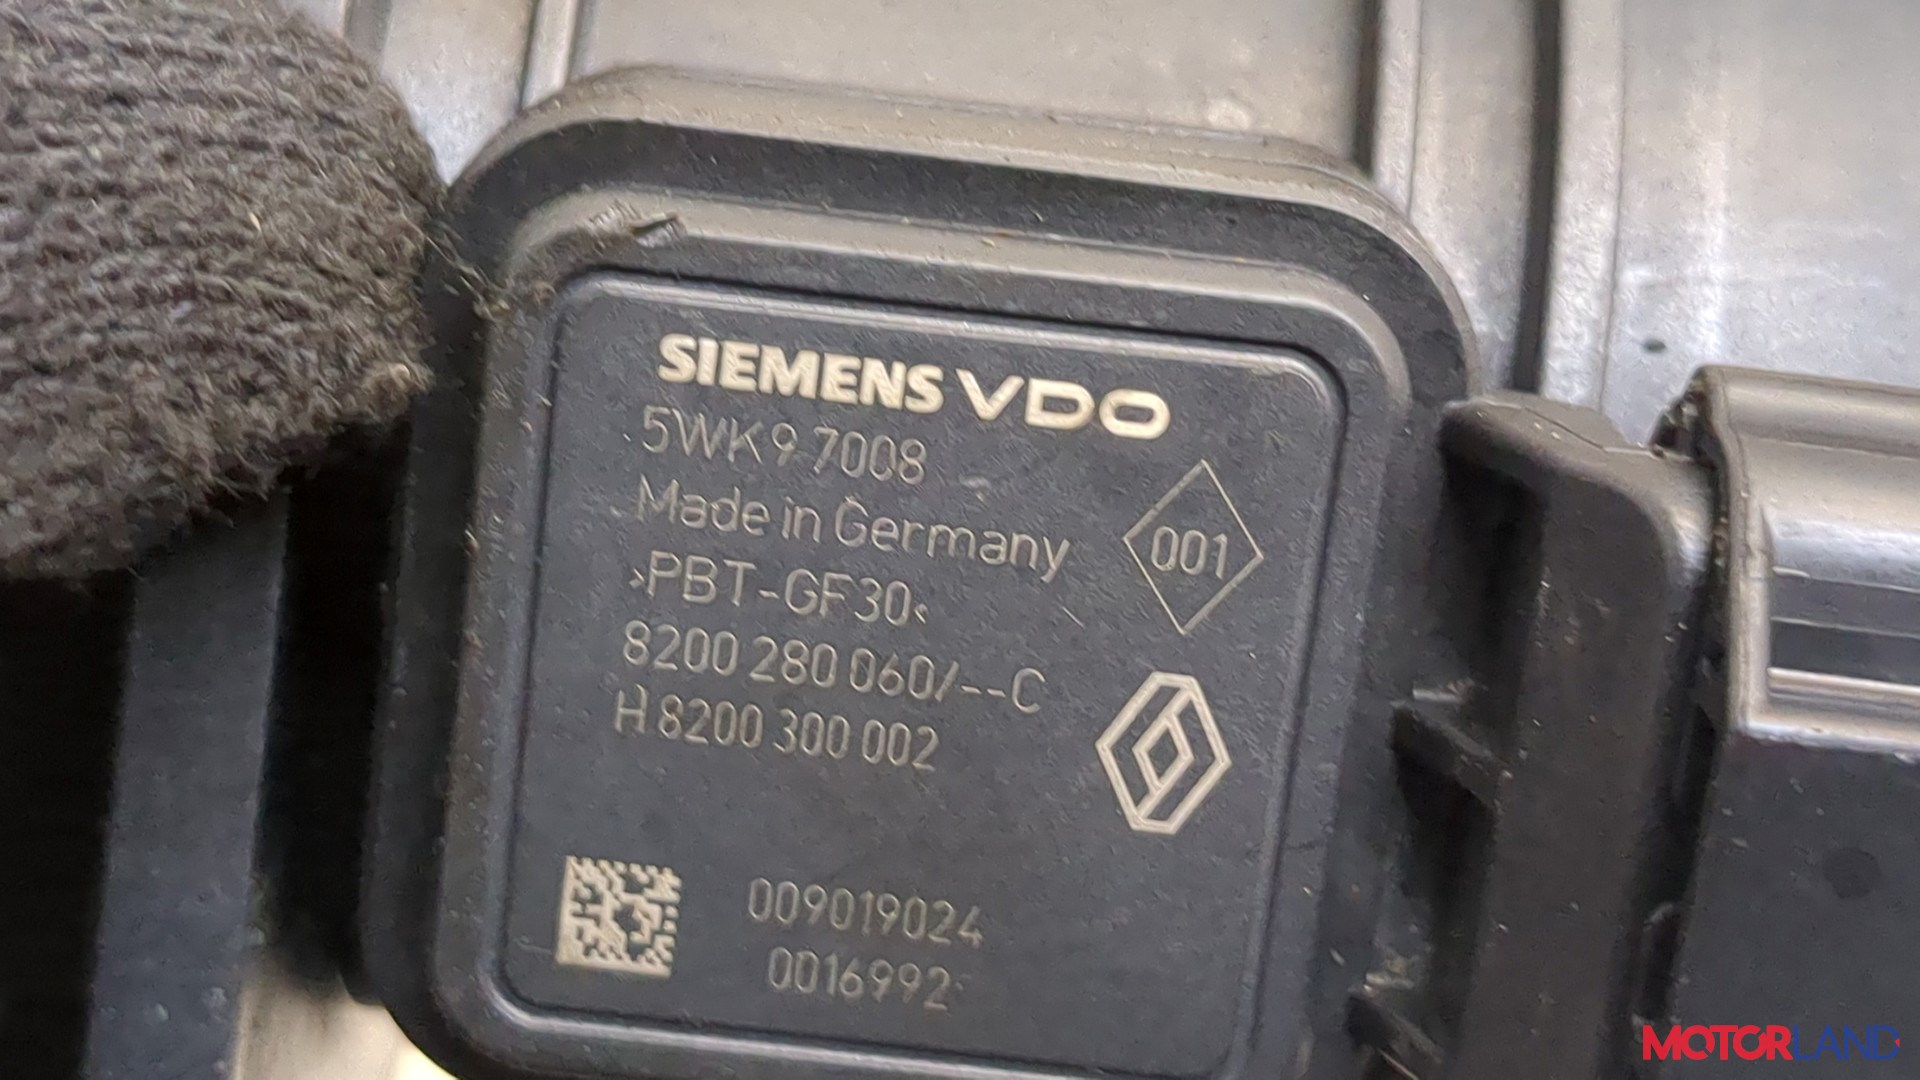 SIEMENS VDO
5WK9 7008
Made in Germany
001
>PBT-GF30<
8200 280 060/--C
H 8200 300 002
009019024
0016992
MOTORLAND